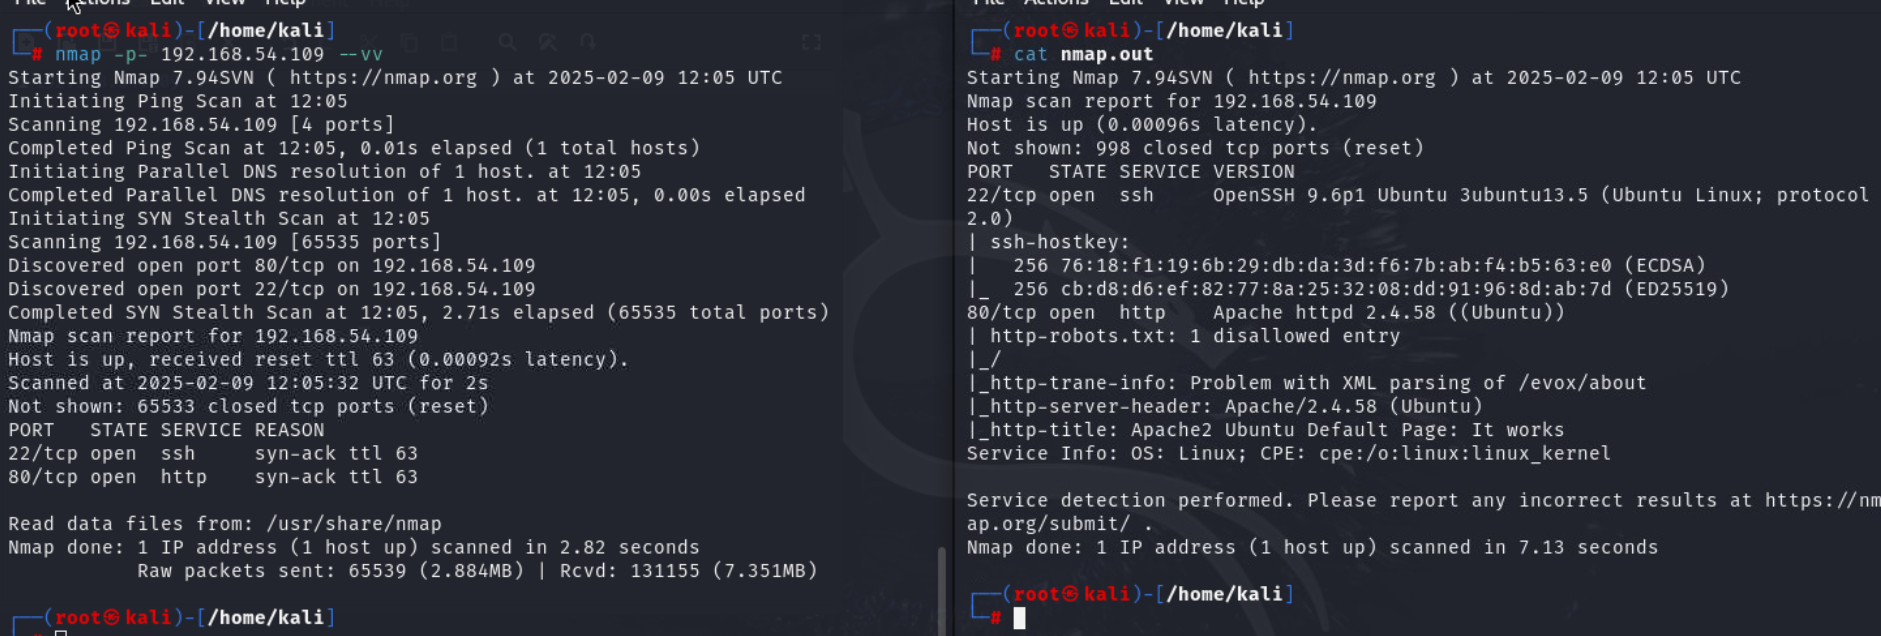 File Actions Edit View Help
┌──(root㉿kali)-[/home/kali]
└─# nmap -p- 192.168.54.109 --vv
Starting Nmap 7.94SVN ( https://nmap.org ) at 2025-02-09 12:05 UTC
Initiating Ping Scan at 12:05
Scanning 192.168.54.109 [4 ports]
Completed Ping Scan at 12:05, 0.01s elapsed (1 total hosts)
Initiating Parallel DNS resolution of 1 host. at 12:05
Completed Parallel DNS resolution of 1 host. at 12:05, 0.00s elapsed
Initiating SYN Stealth Scan at 12:05
Scanning 192.168.54.109 [65535 ports]
Discovered open port 80/tcp on 192.168.54.109
Discovered open port 22/tcp on 192.168.54.109
Completed SYN Stealth Scan at 12:05, 2.71s elapsed (65535 total ports)
Nmap scan report for 192.168.54.109
Host is up, received reset ttl 63 (0.00092s latency).
Scanned at 2025-02-09 12:05:32 UTC for 2s
Not shown: 65533 closed tcp ports (reset)
PORT   STATE SERVICE REASON
22/tcp open  ssh     syn-ack ttl 63
80/tcp open  http    syn-ack ttl 63
Read data files from: /usr/share/nmap
Nmap done: 1 IP address (1 host up) scanned in 2.82 seconds
Raw packets sent: 65539 (2.884MB) | Rcvd: 131155 (7.351MB)
┌──(root㉿kali)-[/home/kali]
└─#
File Actions Edit View Help
┌──(root㉿kali)-[/home/kali]
└─# cat nmap.out
Starting Nmap 7.94SVN ( https://nmap.org ) at 2025-02-09 12:05 UTC
Nmap scan report for 192.168.54.109
Host is up (0.00096s latency).
Not shown: 998 closed tcp ports (reset)
PORT   STATE SERVICE VERSION
22/tcp open  ssh     OpenSSH 9.6p1 Ubuntu 3ubuntu13.5 (Ubuntu Linux; protocol
2.0)
| ssh-hostkey:
|   256 76:18:f1:19:6b:29:db:da:3d:f6:7b:ab:f4:b5:63:e0 (ECDSA)
|_  256 cb:d8:d6:ef:82:77:8a:25:32:08:dd:91:96:8d:ab:7d (ED25519)
80/tcp open  http    Apache httpd 2.4.58 ((Ubuntu))
| http-robots.txt: 1 disallowed entry
|_/
|_http-trane-info: Problem with XML parsing of /evox/about
|_http-server-header: Apache/2.4.58 (Ubuntu)
|_http-title: Apache2 Ubuntu Default Page: It works
Service Info: OS: Linux; CPE: cpe:/o:linux:linux_kernel
Service detection performed. Please report any incorrect results at https://nm
ap.org/submit/ .
Nmap done: 1 IP address (1 host up) scanned in 7.13 seconds
┌──(root㉿kali)-[/home/kali]
└─#